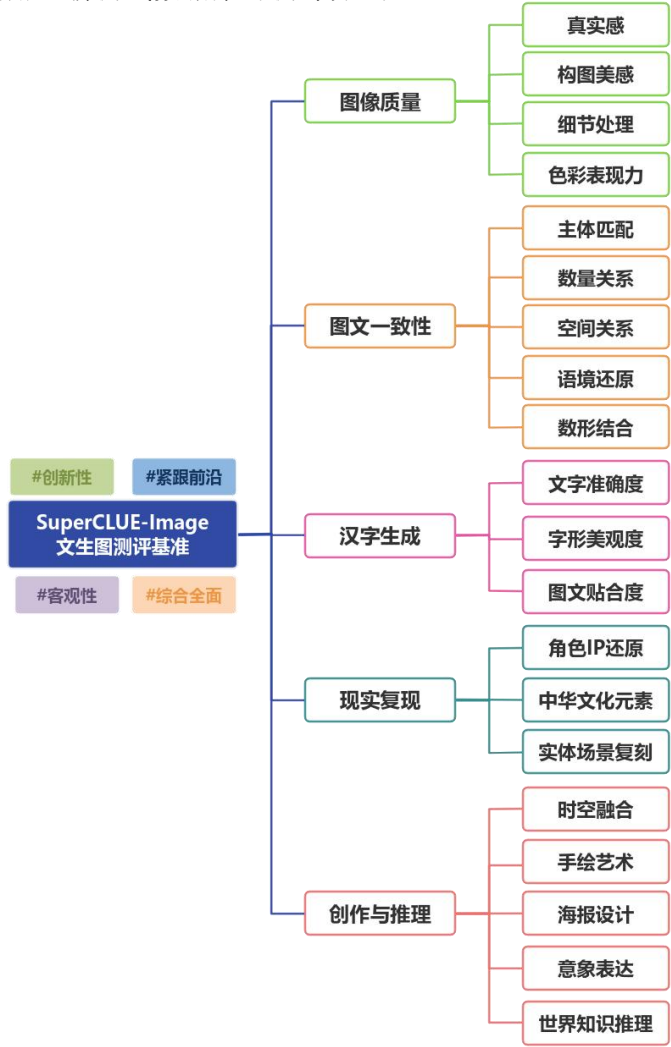 真实感
构图美感
图像质量
细节处理
色彩表现力
主体匹配
数量关系
图文一致性
空间关系
语境还原
数形结合
#创新性
#紧跟前沿
SuperCLUE-Image
文生图测评基准
#客观性
#综合全面
文字准确度
汉字生成
字形美观度
图文贴合度
角色IP还原
现实复现
中华文化元素
实体场景复刻
时空融合
手绘艺术
创作与推理
海报设计
意象表达
世界知识推理